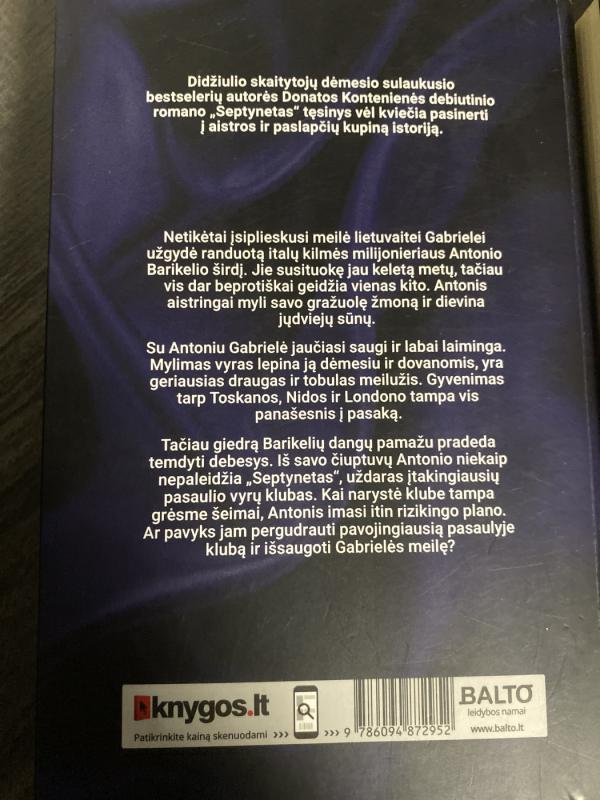 Didžiulio skaitytojų dėmesio sulaukusio
bestselerių autorės Donatos Kontenienės debiutinio
romano „Septynetas“ tęsinys vėl kviečia pasinerti
į aistros ir paslapčių kupiną istoriją.
Netikėtai įsiplieskusi meilė lietuvaitei Gabrielei
užgydė randuotą italų kilmės milijonieriaus Antonio
Barikelio širdį. Jie susituokę jau keletą metų, tačiau
vis dar beprotiškai geidžia vienas kito. Antonis
aistringai myli savo gražuolę žmoną ir dievina
jųdviejų sūnų.
Su Antoniu Gabrielė jaučiasi saugi ir labai laiminga.
Mylimas vyras lepina ją dėmesiu ir dovanomis, yra
geriausias draugas ir tobulas meilužis. Gyvenimas
tarp Toskanos, Nidos ir Londono tampa vis
panašesnis į pasaką.
Tačiau giedrą Barikelių dangų pamažu pradeda
temdyti debesys. Iš savo čiuptuvų Antonio niekaip
nepaleidžia „Septynetas“, uždaras įtakingiausių
pasaulio vyrų klubas. Kai narystė klube tampa
grėsme šeimai, Antonis imasi itin rizikingo plano.
Ar pavyks jam pergudrauti pavojingiausią pasaulyje
klubą ir išsaugoti Gabrielės meilę?
knygos.lt
Patikrinkite kainą skenuodami >>> >>>
9 786094 872952
BALTO
leidybos namai
www.balto.lt